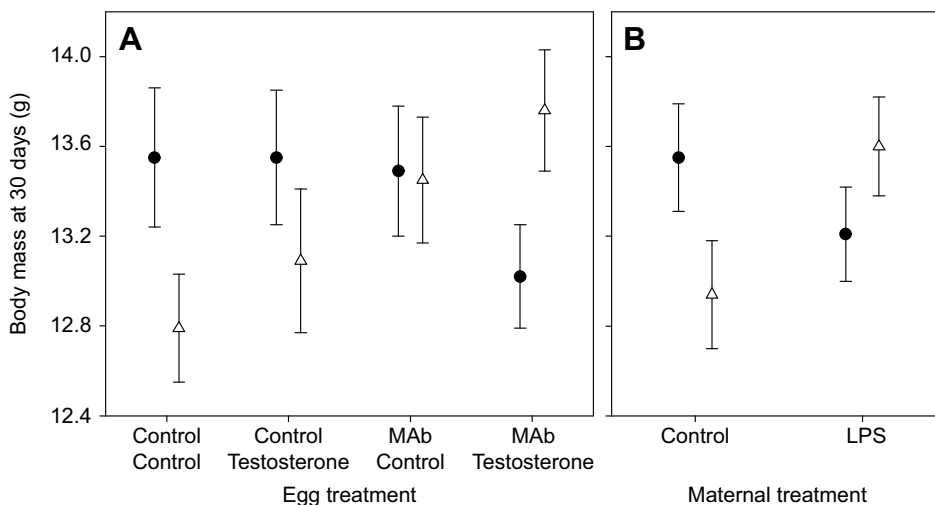 A
B
Body mass at 30 days (g)
14.0
13.6
13.2
12.8
12.4
Control Control MAb MAb
Control Testosterone Control Testosterone
Egg treatment
Control LPS
Maternal treatment